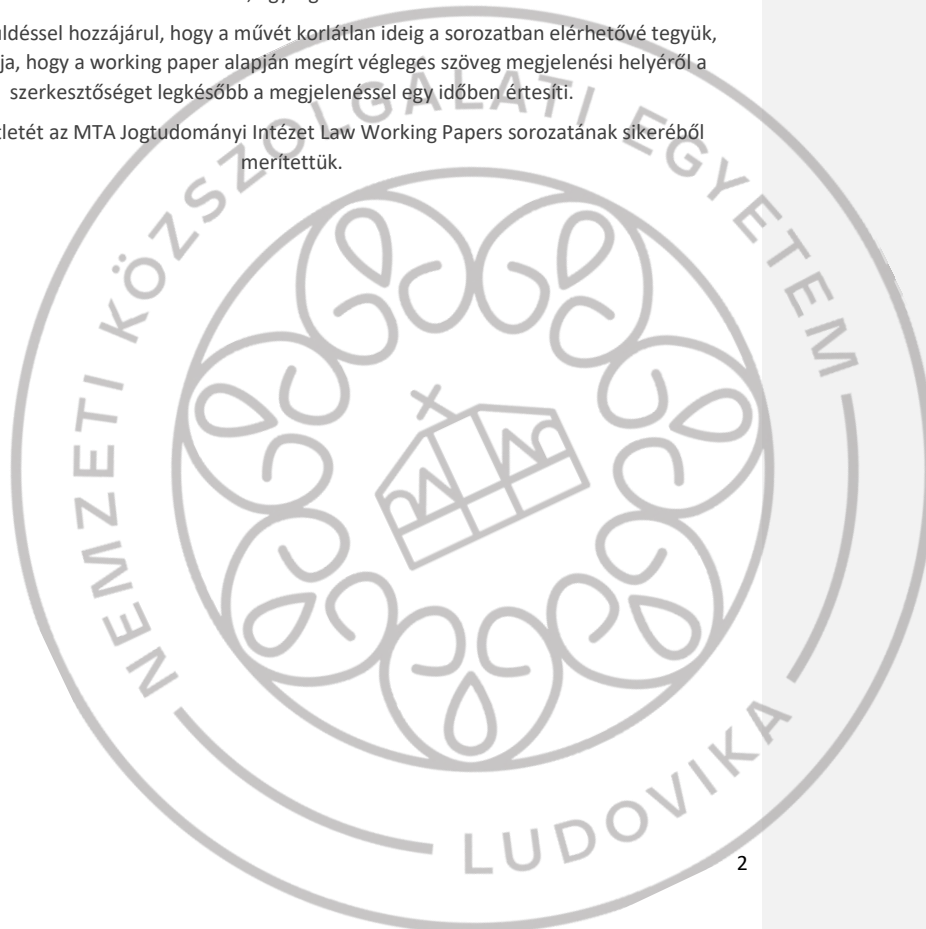 ldéssel hozzájárul, hogy a művét korlátlan ideig a sorozatban elérhetővé tegyük,
ja, hogy a working paper alapján megírt végleges szöveg megjelenési helyéről a
szerkesztőséget legkésőbb a megjelenéssel egy időben értesíti.
letét az MTA Jogtudományi Intézet Law Working Papers sorozatának sikeréből
merítettük.
NEMZETI KÖZSZOLGALATI EGYETEM
LUDOVIKA
2